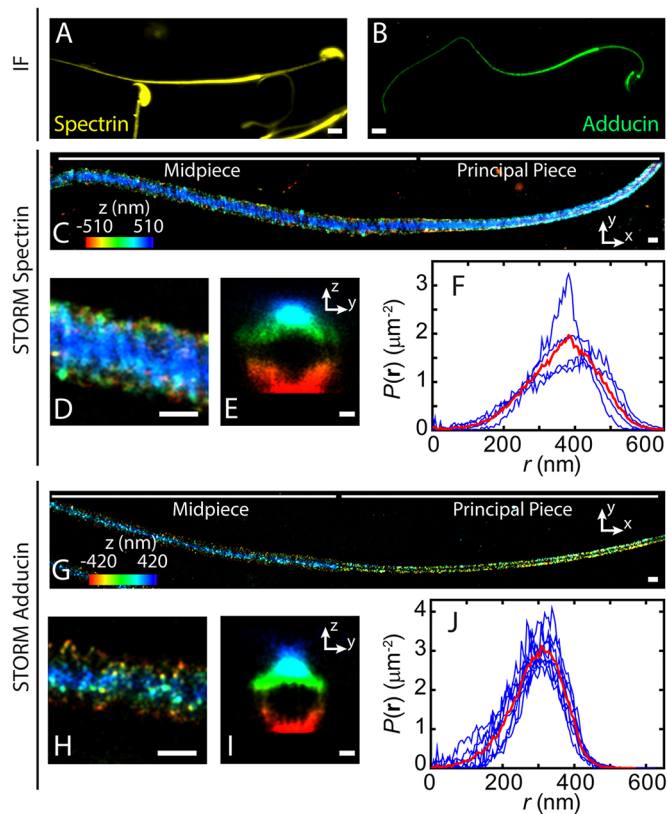 IF
A
Spectrin
B
Adducin
STORM Spectrin
Midpiece
Principal Piece
z (nm)
-510 510
C
y
x
D
z
y
E
F
P(r) (μm⁻²)
3
2
1
0
0 200 400 600
r (nm)
STORM Adducin
Midpiece
Principal Piece
z (nm)
-420 420
G
y
x
H
z
y
I
J
P(r) (μm⁻²)
4
3
2
1
0
0 200 400 600
r (nm)